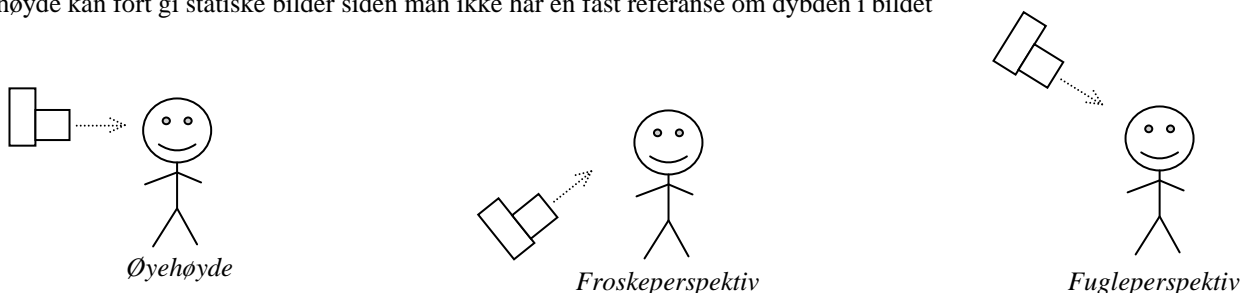 høyde kan fort gi statiske bilder siden man ikke har en fast referanse om dybden i bildet
Øyehøyde
Froskeperspektiv
Fugleperspektiv